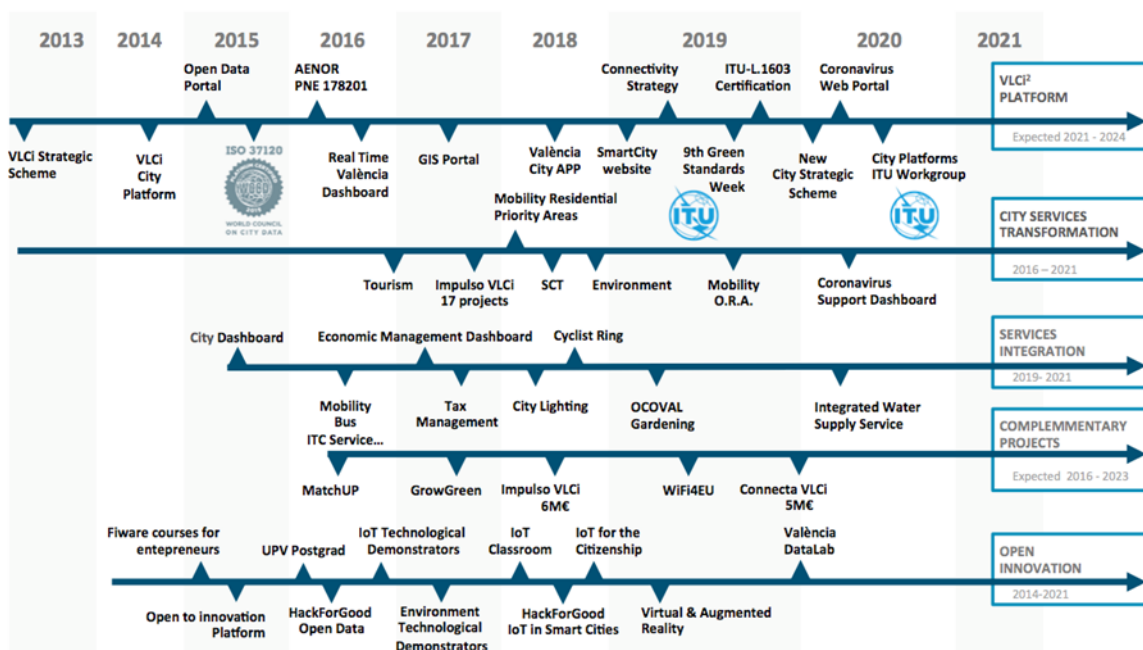 2013 2014 2015 2016 2017 2018 2019 2020 2021
Open Data
Portal
AENOR
PNE 178201
Connectivity
Strategy
ITU-L.1603
Certification
Coronavirus
Web Portal
VLCi²
PLATFORM
Expected 2021 - 2024
VLCi Strategic
Scheme
VLCi
City
Platform
ISO 37120
WORLD COUNCIL
ON CITY DATA
Real Time
València
Dashboard
GIS Portal
València
City APP
SmartCity
website
9th Green
Standards
Week
ITU
New
City Strategic
Scheme
City Platforms
ITU Workgroup
ITU
Mobility Residential
Priority Areas
CITY SERVICES
TRANSFORMATION
2016 – 2021
Tourism
Impulso VLCi
17 projects
SCT
Environment
Mobility
O.R.A.
Coronavirus
Support Dashboard
City Dashboard
Economic Management Dashboard
Cyclist Ring
SERVICES
INTEGRATION
2019- 2021
Mobility
Bus
ITC Service...
Tax
Management
City Lighting
OCOVAL
Gardening
Integrated Water
Supply Service
COMPLEMMENTARY
PROJECTS
Expected 2016 - 2023
MatchUP
GrowGreen
Impulso VLCi
6M€
WiFi4EU
Connecta VLCi
5M€
Fiware courses for
entepreneurs
UPV Postgrad
IoT Technological
Demonstrators
IoT
Classroom
IoT for the
Citizenship
València
DataLab
OPEN
INNOVATION
2014-2021
Open to innovation
Platform
HackForGood
Open Data
Environment
Technological
Demonstrators
HackForGood
IoT in Smart Cities
Virtual & Augmented
Reality